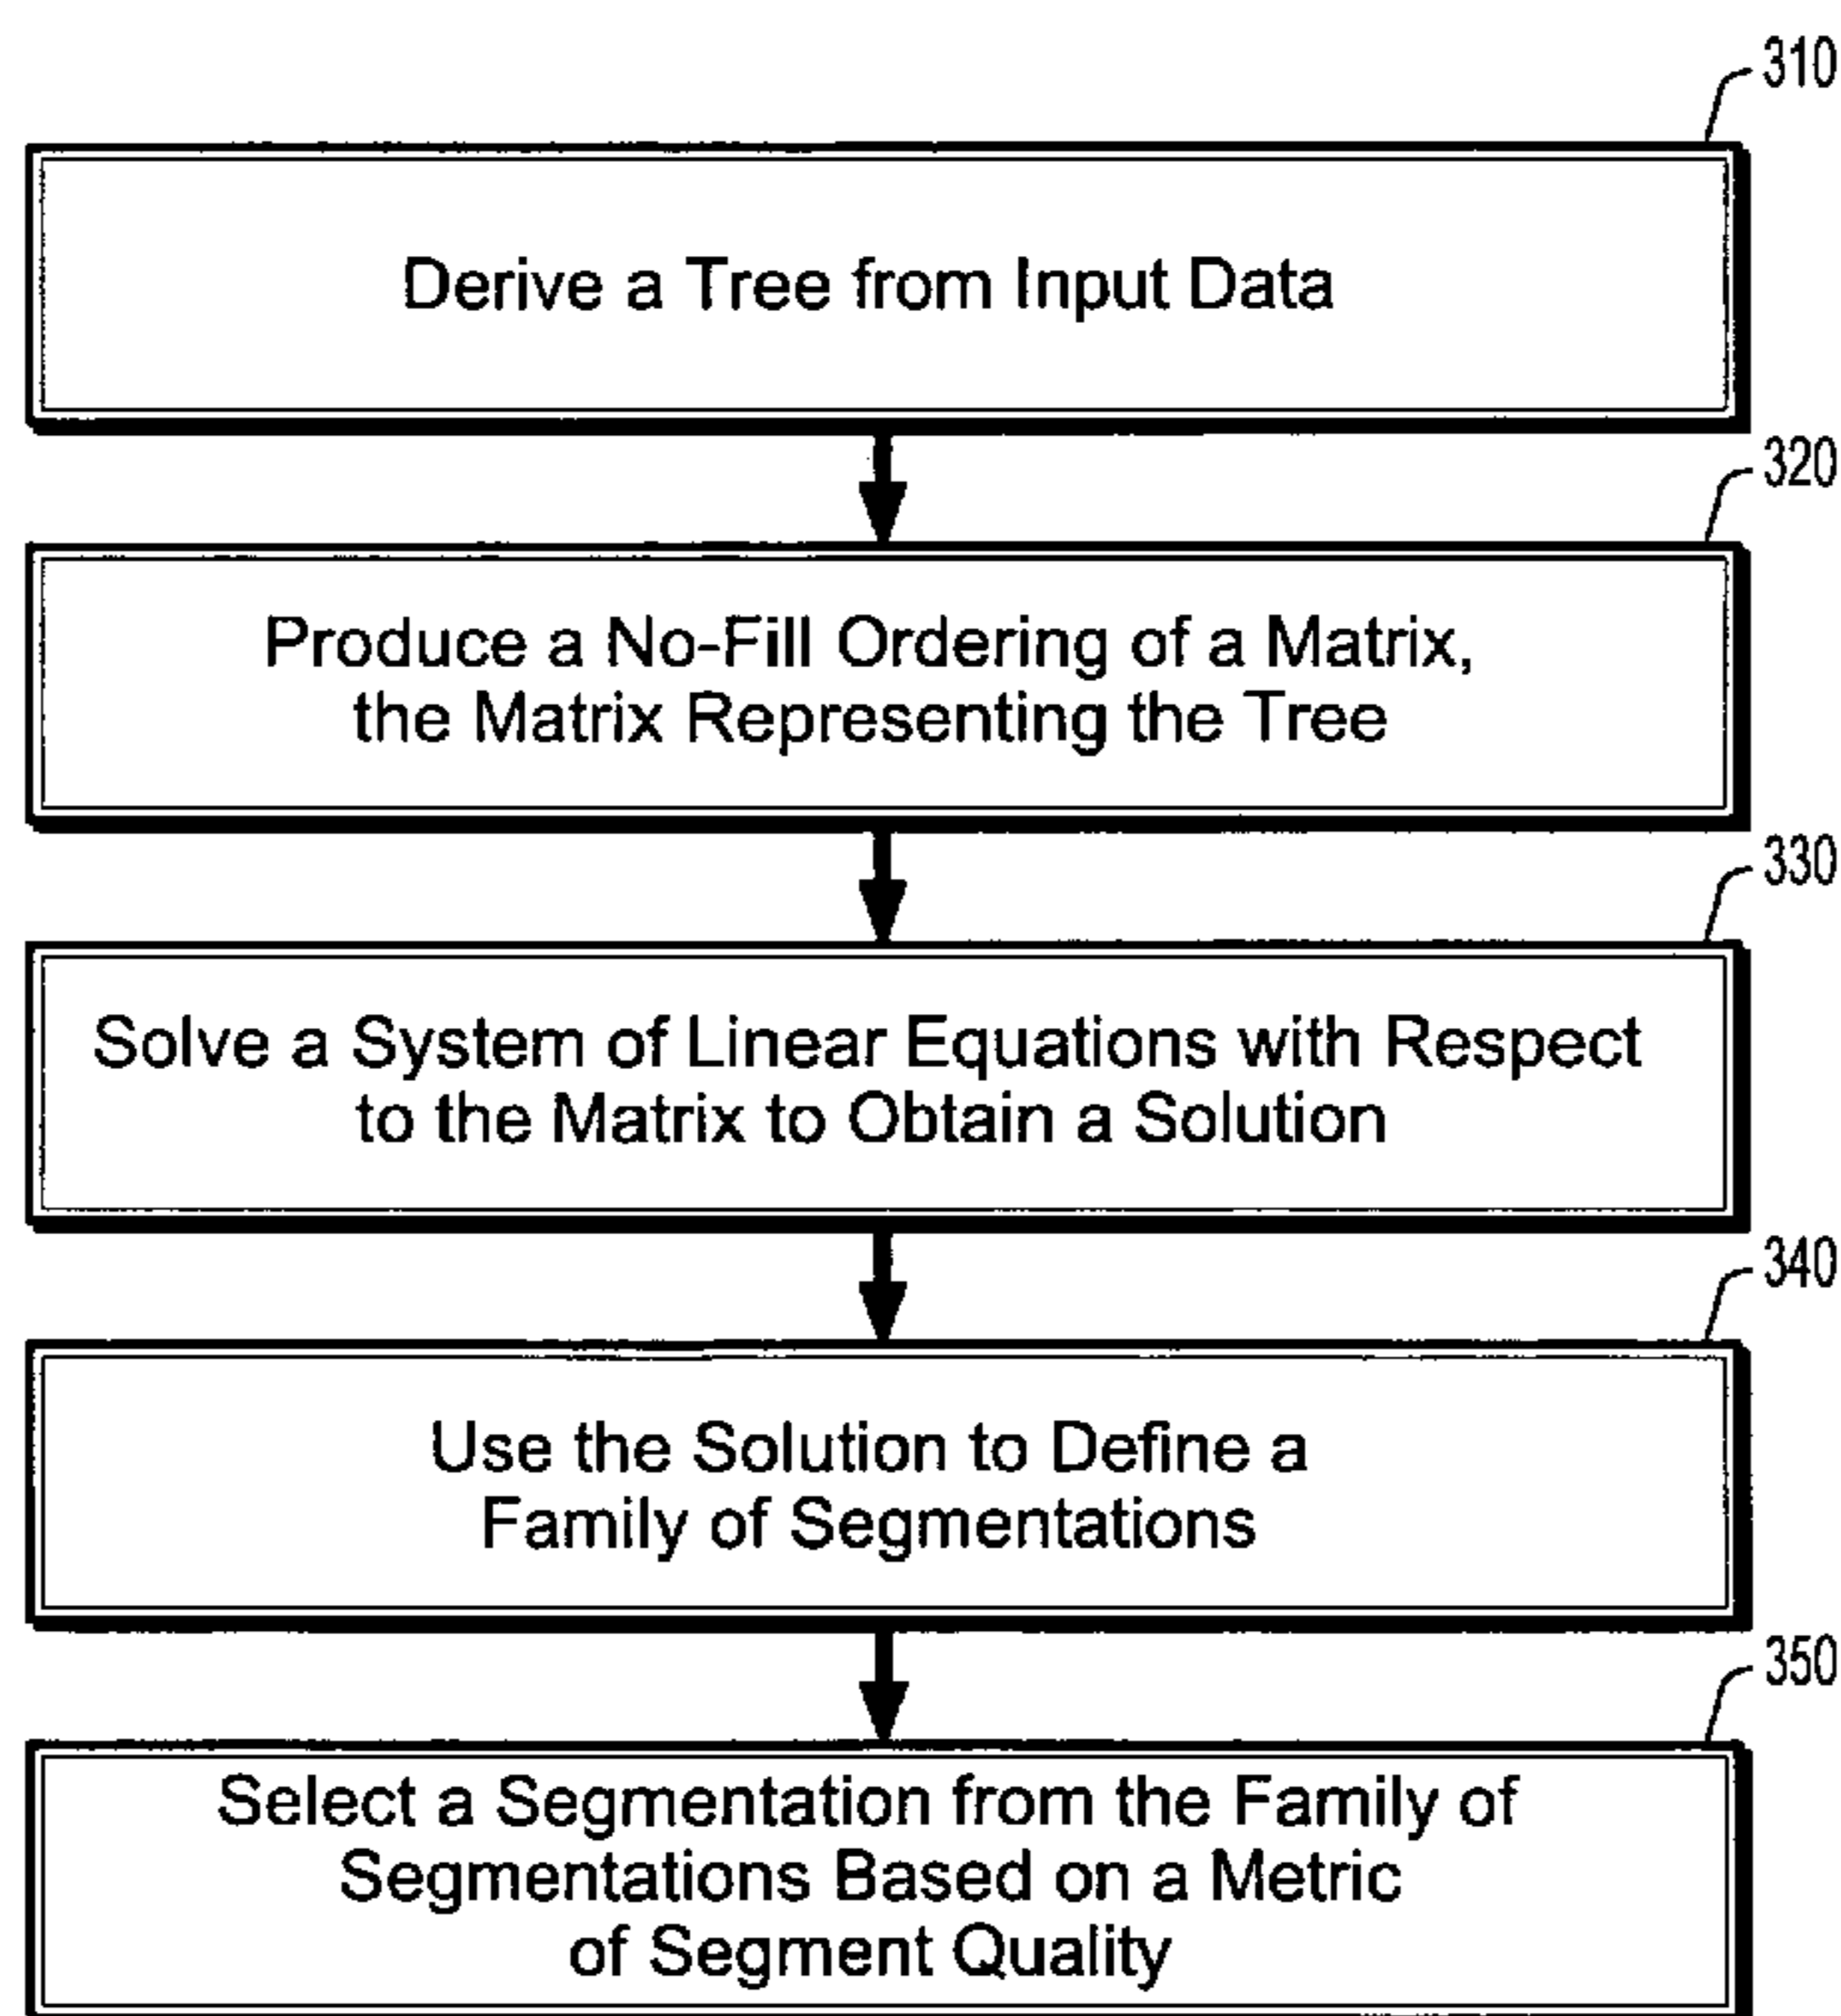 310
Derive a Tree from Input Data
320
Produce a No-Fill Ordering of a Matrix,
the Matrix Representing the Tree
330
Solve a System of Linear Equations with Respect
to the Matrix to Obtain a Solution
340
Use the Solution to Define a
Family of Segmentations
350
Select a Segmentation from the Family of
Segmentations Based on a Metric
of Segment Quality